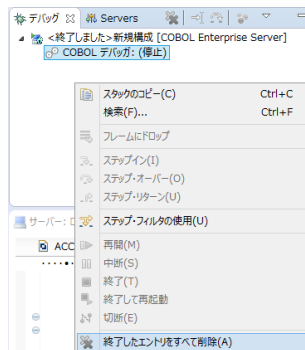 デバッグ Servers
<終了しました>新規構成 [COBOL Enterprise Server]
COBOL デバッガ: (停止)
スタックのコピー(C) Ctrl+C
検索(F)... Ctrl+F
フレームにドロップ
ステップイン(I)
ステップ・オーバー(O)
ステップ・リターン(U)
サーバー:
ステップ・フィルタの使用(U)
ACC
再開(M)
中断(S)
終了(T)
終了して再起動
切断(E)
終了したエントリをすべて削除(A)